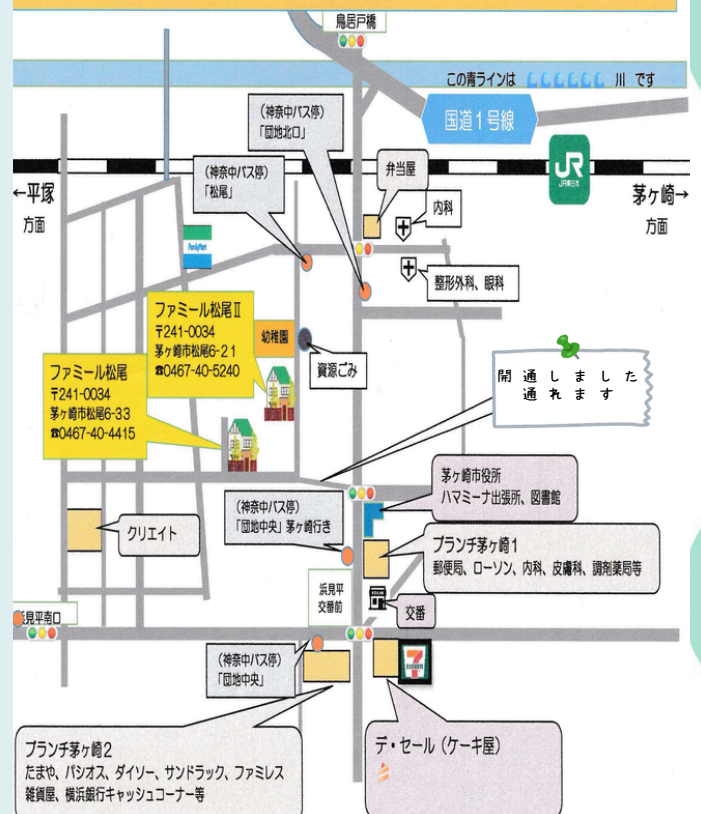 鳥居戸橋
この青ラインは 川 です
国道1号線
(神奈中バス停)
「団地北口」
JR
JR東日本
(神奈中バス停)
「松尾」
弁当屋
←平塚
方面
茅ヶ崎→
方面
内科
FamilyMart
整形外科、眼科
ファミール松尾Ⅱ
〒241-0034
茅ヶ崎市松尾6-21
☎0467-40-5240
幼稚園
資源ごみ
ファミール松尾
〒241-0034
茅ヶ崎市松尾6-33
☎0467-40-4415
開通しました
通れます
茅ヶ崎市役所
ハマミーナ出張所、図書館
(神奈中バス停)
「団地中央」茅ヶ崎行き
クリエイト
ブランチ茅ヶ崎1
郵便局、ローソン、内科、皮膚科、調剤薬局等
浜見平
交番前
交番
見平南口
(神奈中バス停)
「団地中央」
7
ELEVEN
ブランチ茅ヶ崎2
たまや、パシオス、ダイソー、サンドラック、ファミレス
雑貨屋、横浜銀行キャッシュコーナー等
デ・セール(ケーキ屋)